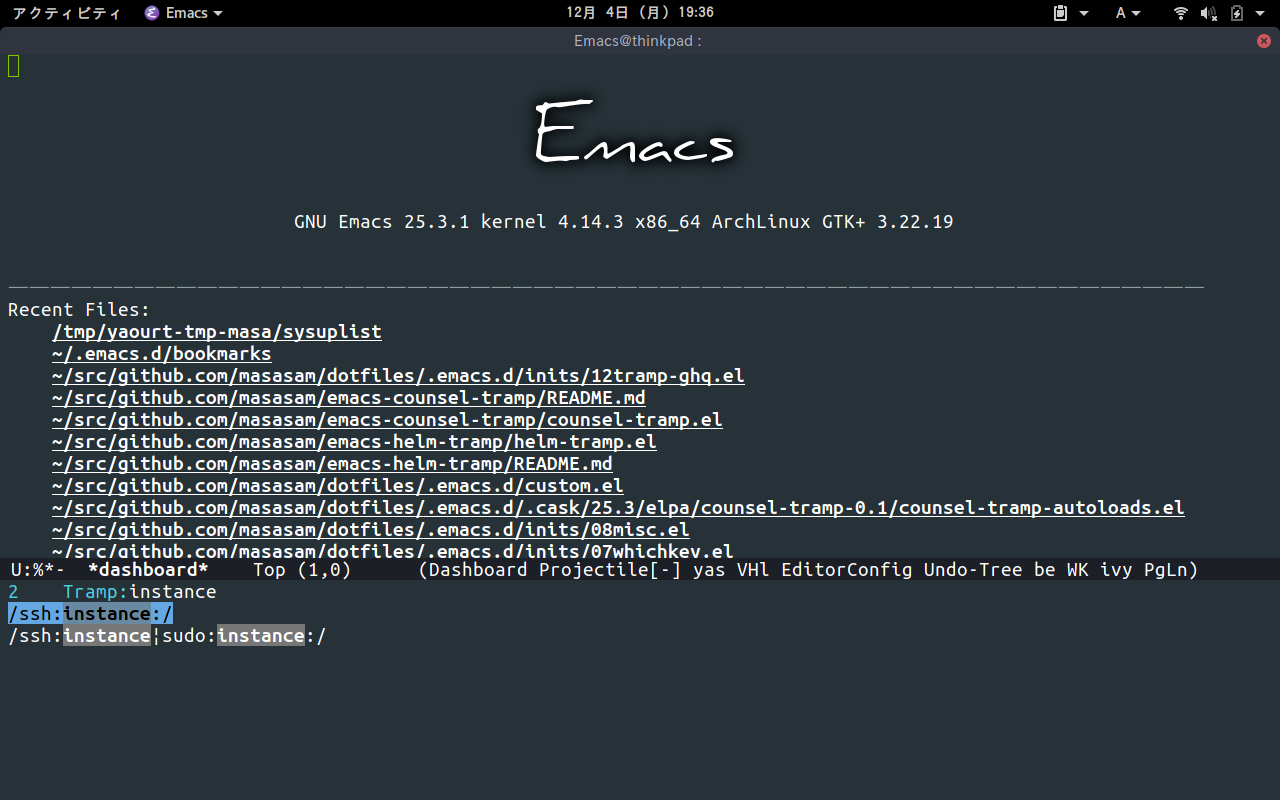 アクティビティ Emacs 12月 4日 (月) 19:36 A
Emacs@thinkpad :
Emacs
GNU Emacs 25.3.1 kernel 4.14.3 x86_64 ArchLinux GTK+ 3.22.19
Recent Files:
/tmp/yaourt-tmp-masa/sysuplist
~/.emacs.d/bookmarks
~/src/github.com/masasam/dotfiles/.emacs.d/inits/12tramp-ghq.el
~/src/github.com/masasam/emacs-counsel-tramp/README.md
~/src/github.com/masasam/emacs-counsel-tramp/counsel-tramp.el
~/src/github.com/masasam/emacs-helm-tramp/helm-tramp.el
~/src/github.com/masasam/emacs-helm-tramp/README.md
~/src/github.com/masasam/dotfiles/.emacs.d/custom.el
~/src/github.com/masasam/dotfiles/.emacs.d/.cask/25.3/elpa/counsel-tramp-0.1/counsel-tramp-autoloads.el
~/src/github.com/masasam/dotfiles/.emacs.d/inits/08misc.el
~/src/github.com/masasam/dotfiles/.emacs.d/inits/07whichkey.el
U:%*- *dashboard* Top (1,0) (Dashboard Projectile[-] yas VHl EditorConfig Undo-Tree be WK ivy PgLn)
2 Tramp:instance
/ssh:instance:/
/ssh:instance¦sudo:instance:/